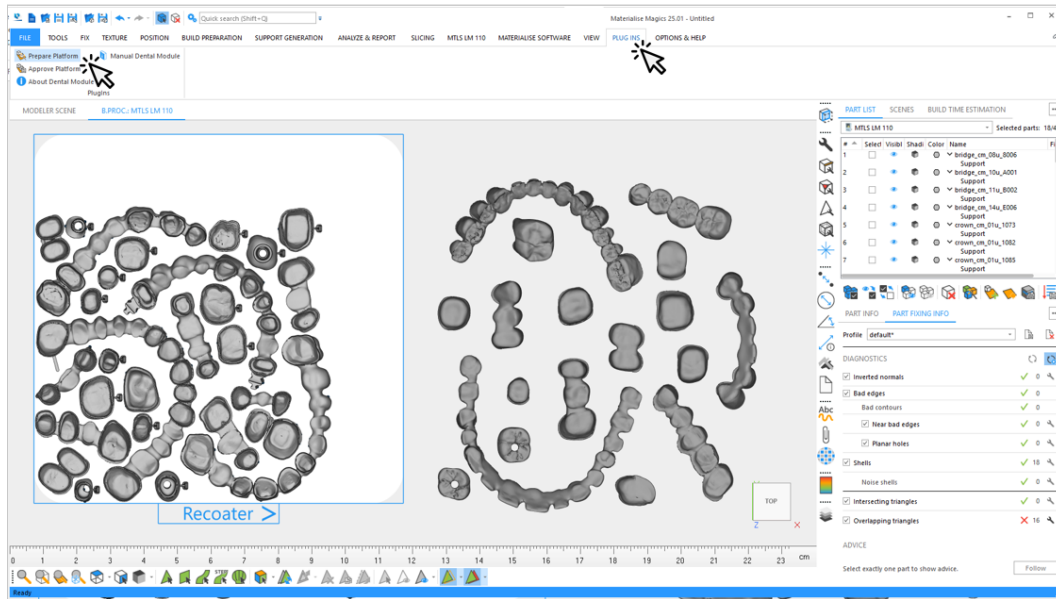 Quick search (Shift+Q)
Materialise Magics 25.01 - Untitled
FILE TOOLS FIX TEXTURE POSITION BUILD PREPARATION SUPPORT GENERATION ANALYZE & REPORT SLICING MTLS LM 110 MATERIALISE SOFTWARE VIEW PLUG INS OPTIONS & HELP
Prepare Platform Manual Dental Module
Approve Platform
About Dental Module
Plugins
MODELER SCENE B.PROC.: MTLS LM 110
Recoater >
TOP
Z X
0 1 2 3 4 5 6 7 8 9 10 11 12 13 14 15 16 17 18 19 20 21 22 23 cm
STEP
Ready
Abc
PART LIST SCENES BUILD TIME ESTIMATION
MTLS LM 110 Selected parts: 18/4
# Select Visibl Shadi Color Name Fi
1 bridge_cm_08u_8006
Support
2 bridge_cm_10u_A001
Support
3 bridge_cm_11u_B002
Support
4 bridge_cm_14u_E006
Support
5 crown_cm_01u_1073
Support
6 crown_cm_01u_1082
Support
7 crown_cm_01u_1085
Support
PART INFO PART FIXING INFO
Profile default*
DIAGNOSTICS
Inverted normals 0
Bad edges 0
Bad contours 0
Near bad edges 0
Planar holes 0
Shells 18
Noise shells 0
Intersecting triangles 0
Overlapping triangles 16
ADVICE
Select exactly one part to show advice. Follow